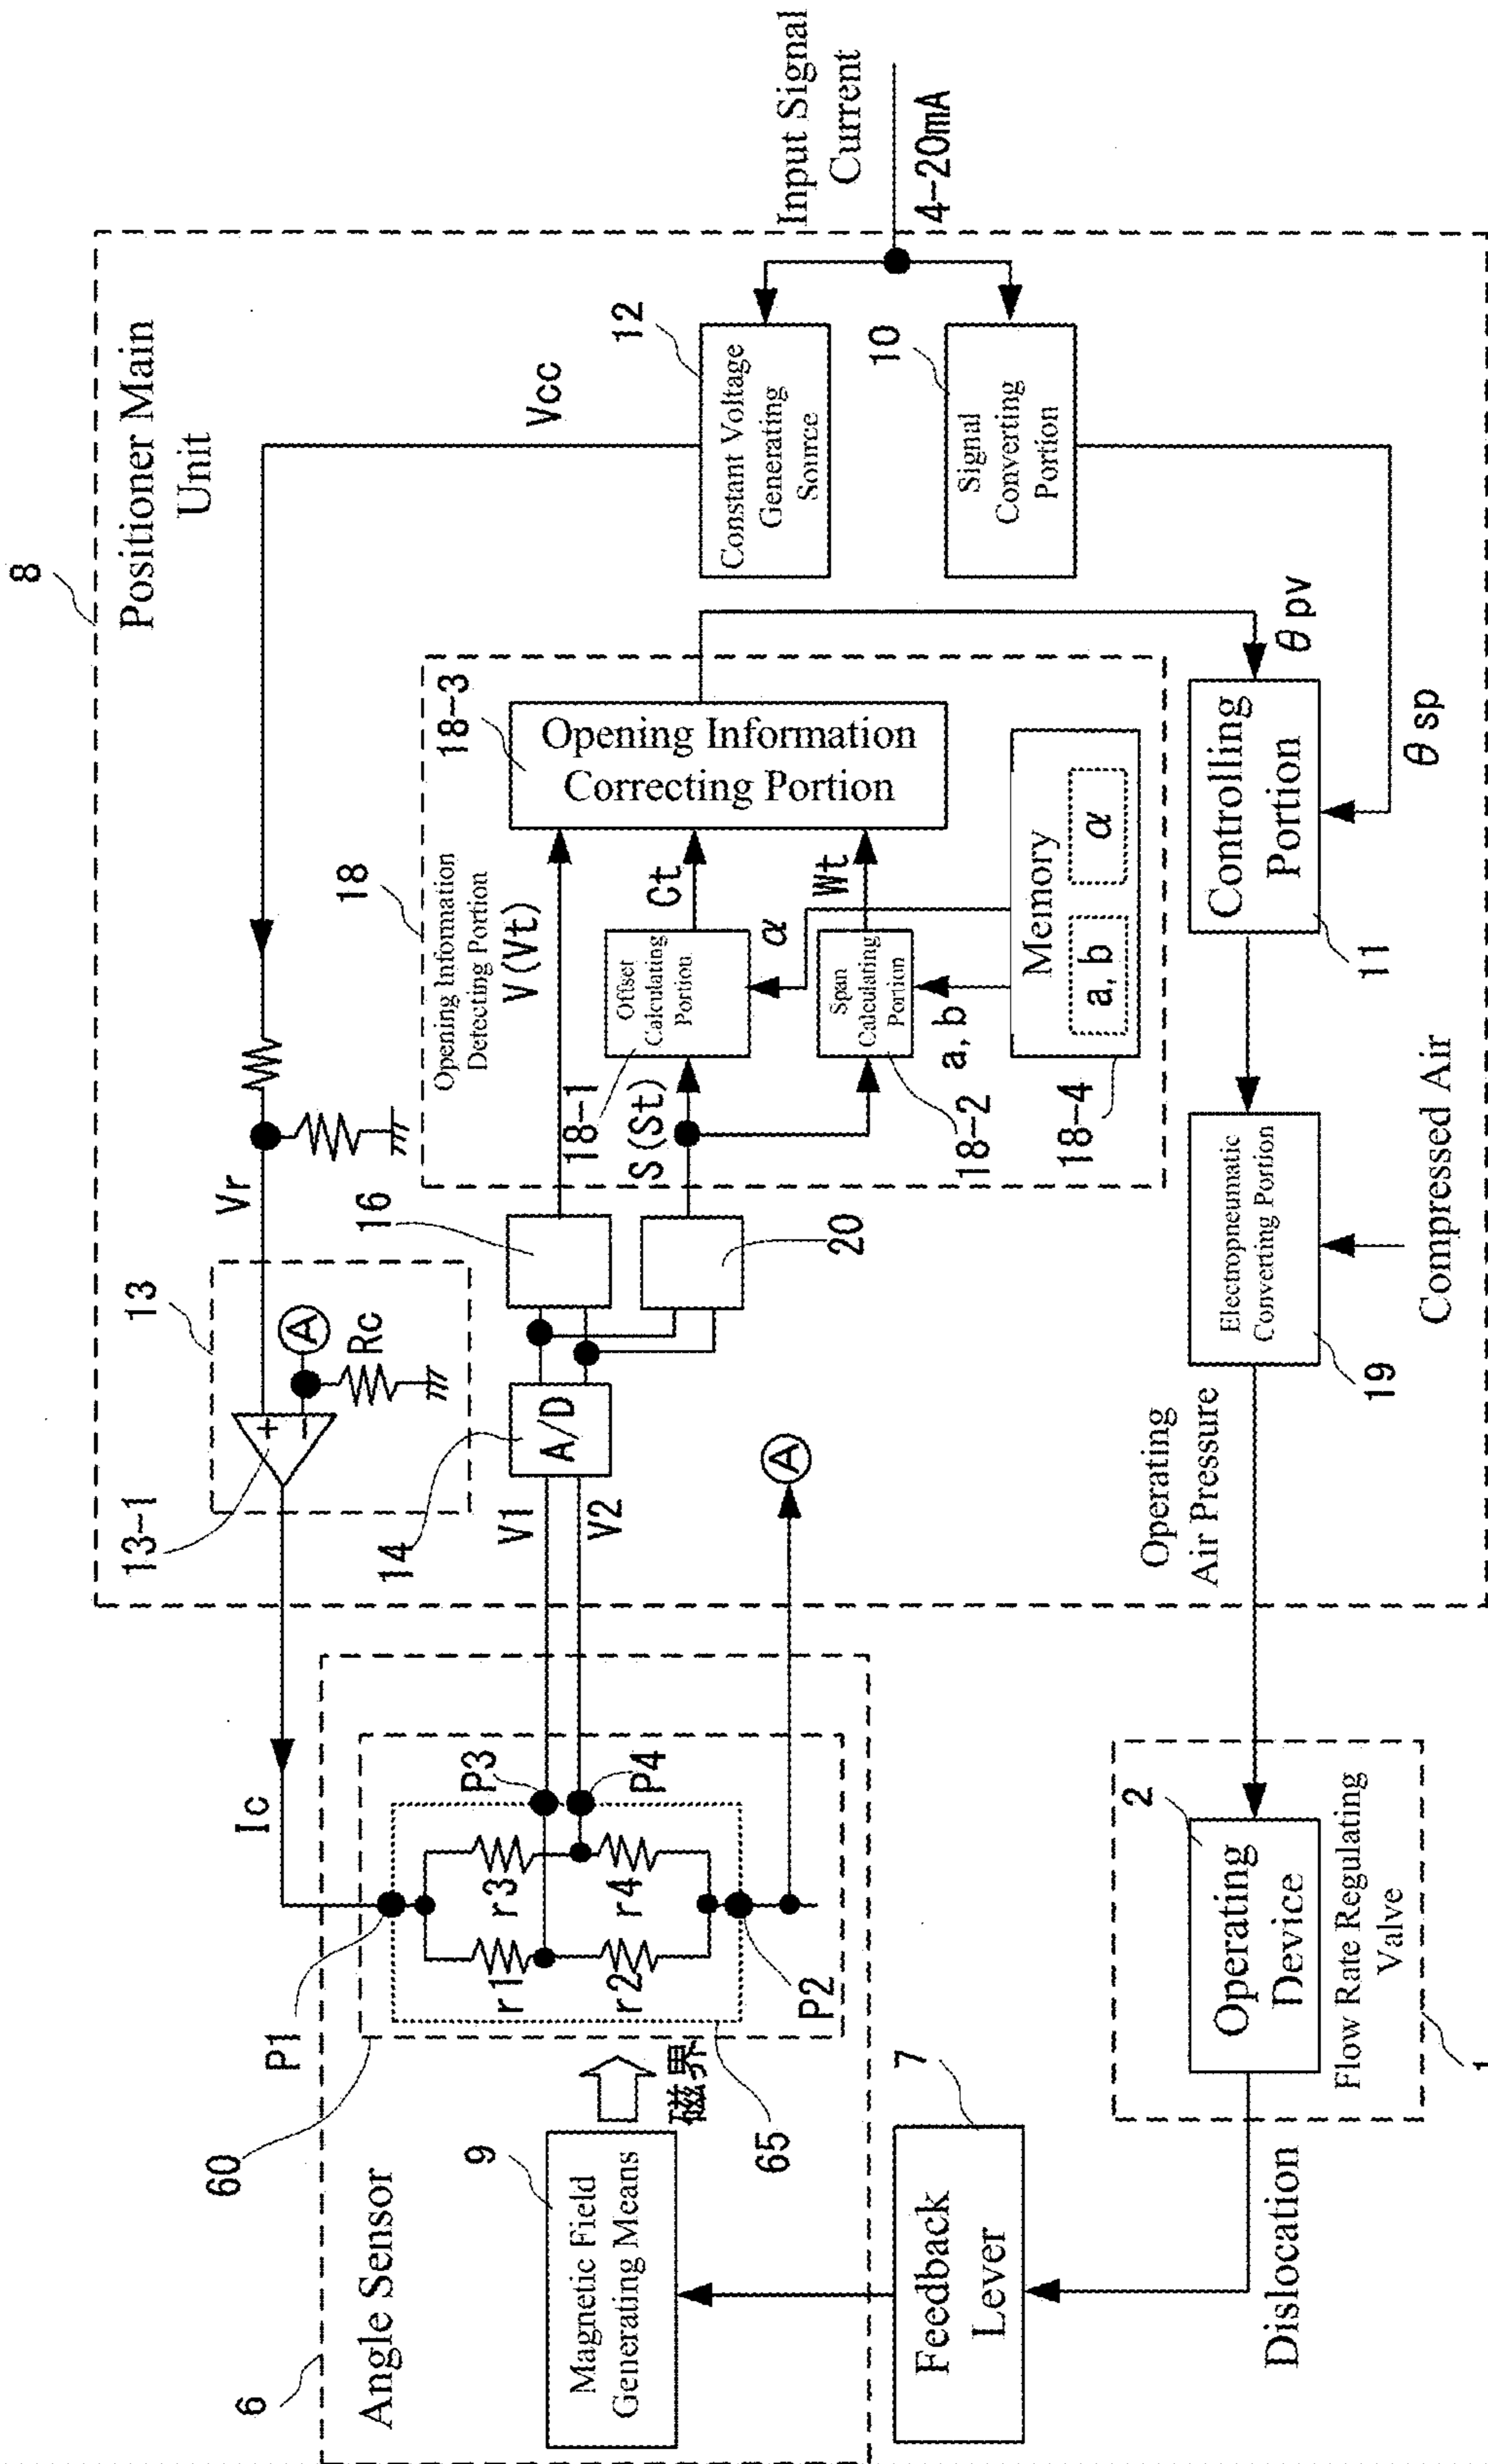 8
Positioner Main
Unit
Input Signal
Current
4-20mA
12
Constant Voltage
Generating
Source
Vcc
10
Signal
Converting
Portion
Vr
13
13-1
A
Rc
Ic
18
Opening Information
Detecting Portion
18-3
Opening Information
Correcting Portion
V(Vt)
Ct
Wt
18-1
Offset
Calculating
Portion
α
S(St)
Span
Calculating
Portion
18-2
a, b
Memory
a, b
α
18-4
16
20
14
A/D
V1
V2
A
θpv
θsp
Controlling
Portion
11
Electropneumatic
Converting Portion
19
Compressed Air
Operating
Air Pressure
6
Angle Sensor
60
P1
P3
P4
r1
r3
r2
r4
P2
65
磁界
9
Magnetic Field
Generating Means
7
Feedback
Lever
Dislocation
2
Operating
Device
Flow Rate Regulating
Valve
1